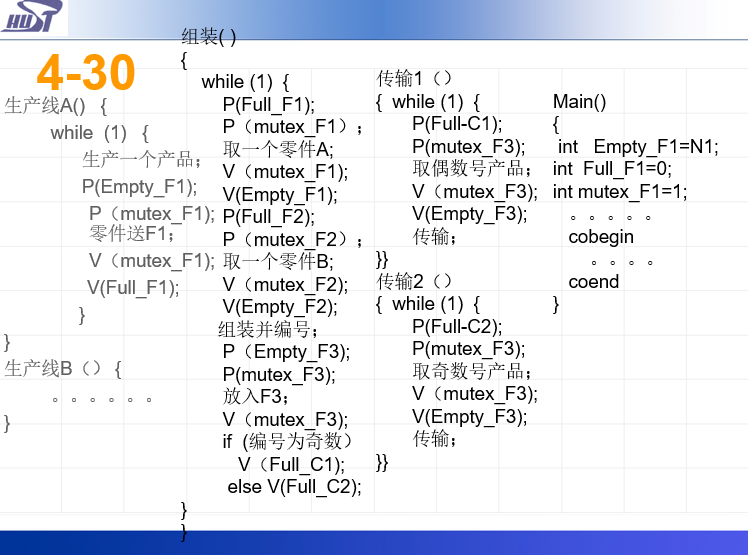 HUST
4-30
生产线A() {
while (1) {
生产一个产品；
P(Empty_F1);
P（mutex_F1);
零件送F1；
V（mutex_F1);
V(Full_F1);
}
}
生产线B（）{
。。。。。。
}
组装( )
{
while (1) {
P(Full_F1);
P（mutex_F1）；
取一个零件A;
V（mutex_F1);
V(Empty_F1);
P(Full_F2);
P（mutex_F2）；
取一个零件B;
V（mutex_F2);
V(Empty_F2);
组装并编号；
P（Empty_F3);
P(mutex_F3);
放入F3；
V（mutex_F3);
if (编号为奇数）
V（Full_C1);
else V(Full_C2);
}
}
传输1（）
{ while (1) {
P(Full-C1);
P(mutex_F3);
取偶数号产品；
V（mutex_F3);
V(Empty_F3);
传输；
}}
传输2（）
{ while (1) {
P(Full-C2);
P(mutex_F3);
取奇数号产品；
V（mutex_F3);
V(Empty_F3);
传输；
}}
Main()
{
int Empty_F1=N1;
int Full_F1=0;
int mutex_F1=1;
。。。。。
cobegin
。。。。
coend
}